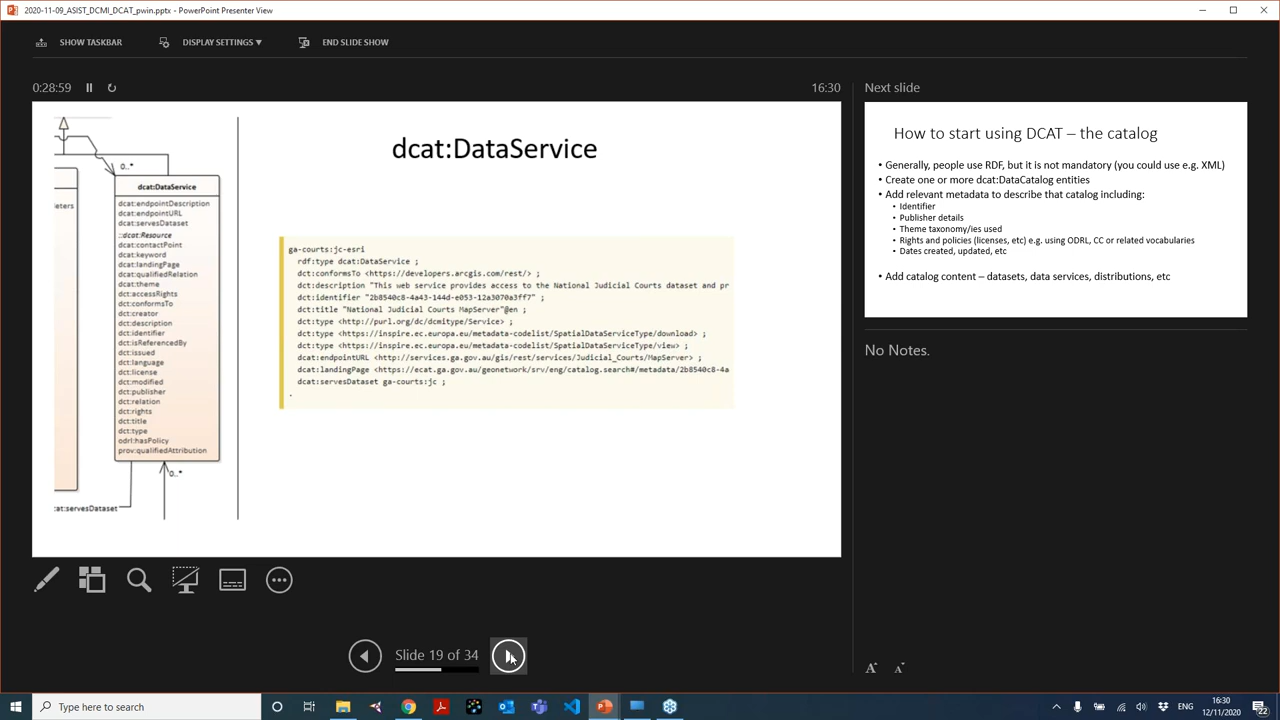 2020-11-09_ASIST_DCMI_DCAT_pwin.pptx - PowerPoint Presenter View
SHOW TASKBAR
DISPLAY SETTINGS
END SLIDE SHOW
0:28:59
16:30
dcat:DataService
0..*
eters
dcat:DataService
dcat:endpointDescription
dcat:endpointURL
dcat:servesDataset
::dcat:Resource
dcat:contactPoint
dcat:keyword
dcat:landingPage
dcat:qualifiedRelation
dcat:theme
dct:accessRights
dct:conformsTo
dct:creator
dct:description
dct:identifier
dct:isReferencedBy
dct:issued
dct:language
dct:license
dct:modified
dct:publisher
dct:relation
dct:rights
dct:title
dct:type
odrl:hasPolicy
prov:qualifiedAttribution
0..*
cat:servesDataset
ga-courts:jc-esri
rdf:type dcat:DataService ;
dct:conformsTo <https://developers.arcgis.com/rest/> ;
dct:description "This web service provides access to the National Judicial Courts dataset and pr
dct:identifier "2b8540c8-4a43-144d-e053-12a3070a3ff7" ;
dct:title "National Judicial Courts MapServer"@en ;
dct:type <http://purl.org/dc/dcmitype/Service> ;
dct:type <https://inspire.ec.europa.eu/metadata-codelist/SpatialDataServiceType/download> ;
dct:type <https://inspire.ec.europa.eu/metadata-codelist/SpatialDataServiceType/view> ;
dcat:endpointURL <http://services.ga.gov.au/gis/rest/services/Judicial_Courts/MapServer> ;
dcat:landingPage <https://ecat.ga.gov.au/geonetwork/srv/eng/catalog.search#/metadata/2b8540c8-4a
dcat:servesDataset ga-courts:jc ;
.
Slide 19 of 34
Next slide
How to start using DCAT – the catalog
• Generally, people use RDF, but it is not mandatory (you could use e.g. XML)
• Create one or more dcat:DataCatalog entities
• Add relevant metadata to describe that catalog including:
• Identifier
• Publisher details
• Theme taxonomy/ies used
• Rights and policies (licenses, etc) e.g. using ODRL, CC or related vocabularies
• Dates created, updated, etc
• Add catalog content – datasets, data services, distributions, etc
No Notes.
A
A
Type here to search
ENG
16:30
12/11/2020
22